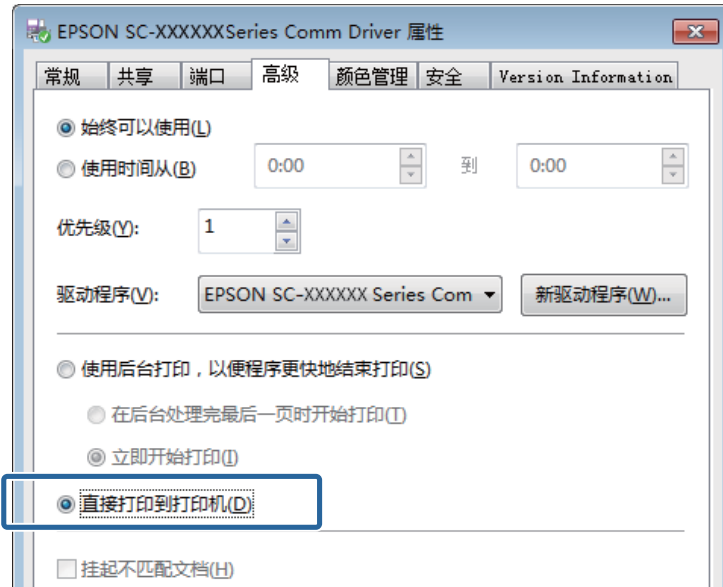 EPSON SC-XXXXXXSeries Comm Driver 属性
常规 共享 端口 高级 颜色管理 安全 Version Information
始终可以使用(L)
使用时间从(B) 0:00 到 0:00
优先级(Y): 1
驱动程序(V): EPSON SC-XXXXXX Series Com 新驱动程序(W)...
使用后台打印，以便程序更快地结束打印(S)
在后台处理完最后一页时开始打印(T)
立即开始打印(I)
直接打印到打印机(D)
挂起不匹配文档(H)